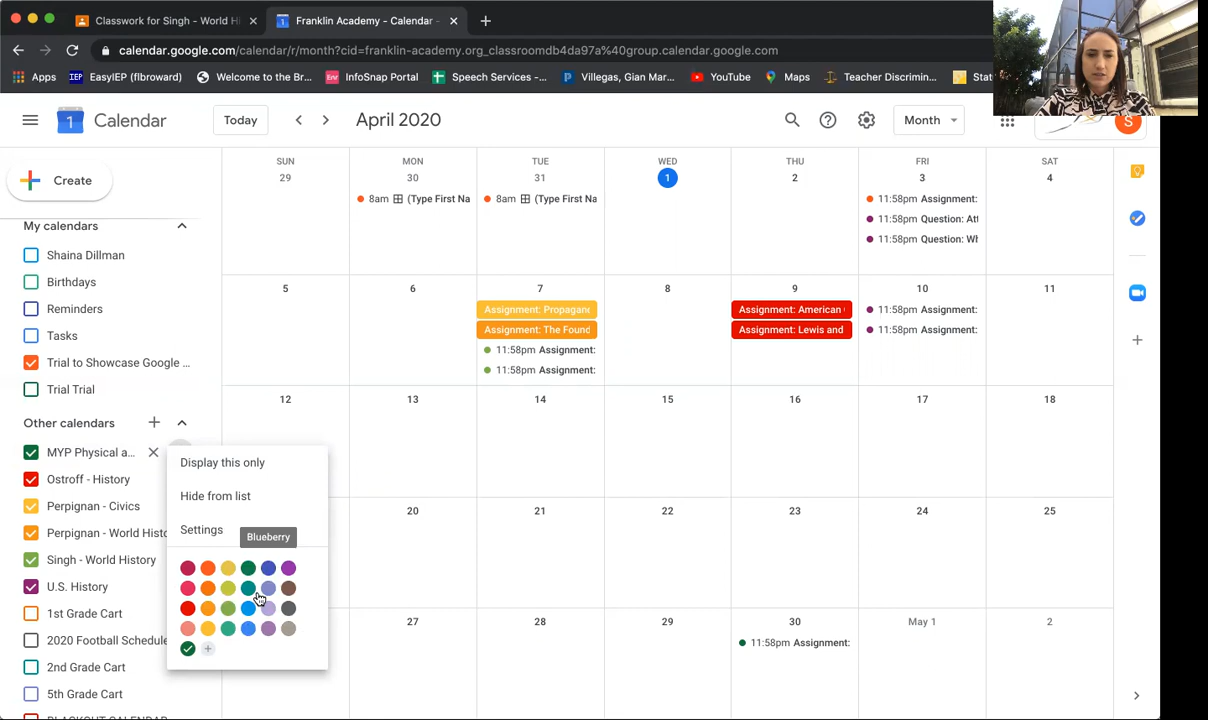 Classwork for Singh - World Hi
Franklin Academy - Calendar -
calendar.google.com/calendar/r/month?cid=franklin-academy.org_classroomdb4da97a%40group.calendar.google.com
Apps
IEP EasyIEP (flbroward)
Welcome to the Br...
InfoSnap Portal
Speech Services -...
Villegas, Gian Mar...
YouTube
Maps
Teacher Discrimin...
Stat
1 Calendar
Today
April 2020
Month
S
Create
My calendars
Shaina Dillman
Birthdays
Reminders
Tasks
Trial to Showcase Google ...
Trial Trial
Other calendars
MYP Physical a...
Ostroff - History
Perpignan - Civics
Perpignan - World Histo
Singh - World History
U.S. History
1st Grade Cart
2020 Football Schedule
2nd Grade Cart
5th Grade Cart
BLACKOUT CALENDAR
Display this only
Hide from list
Settings
Blueberry
SUN MON TUE WED THU FRI SAT
29 30 31 1 2 3 4
8am (Type First Na
8am (Type First Na
11:58pm Assignment:
11:58pm Question: Att
11:58pm Question: Wh
5 6 7 8 9 10 11
Assignment: Propagand
Assignment: The Found
11:58pm Assignment:
11:58pm Assignment:
Assignment: American
Assignment: Lewis and
11:58pm Assignment:
11:58pm Assignment:
12 13 14 15 16 17 18
20 21 22 23 24 25
27 28 29 30 May 1 2
11:58pm Assignment: